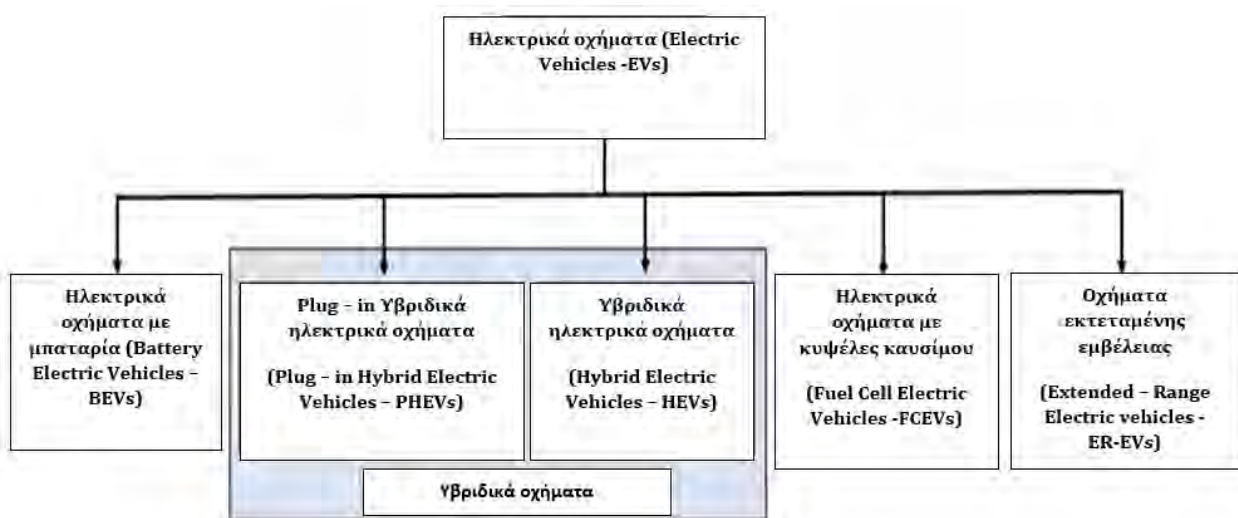 Ηλεκτρικά οχήματα (Electric
Vehicles -EVs)
Ηλεκτρικά
οχήματα με
μπαταρία (Battery
Electric Vehicles –
BEVs)
Plug – in Υβριδικά
ηλεκτρικά οχήματα
(Plug – in Hybrid Electric
Vehicles – PHEVs)
Υβριδικά
ηλεκτρικά οχήματα
(Hybrid Electric
Vehicles – HEVs)
Ηλεκτρικά
οχήματα με
κυψέλες καυσίμου
(Fuel Cell Electric
Vehicles -FCEVs)
Οχήματα
εκτεταμένης
εμβέλειας
(Extended – Range
Electric vehicles -
ER-EVs)
Υβριδικά οχήματα